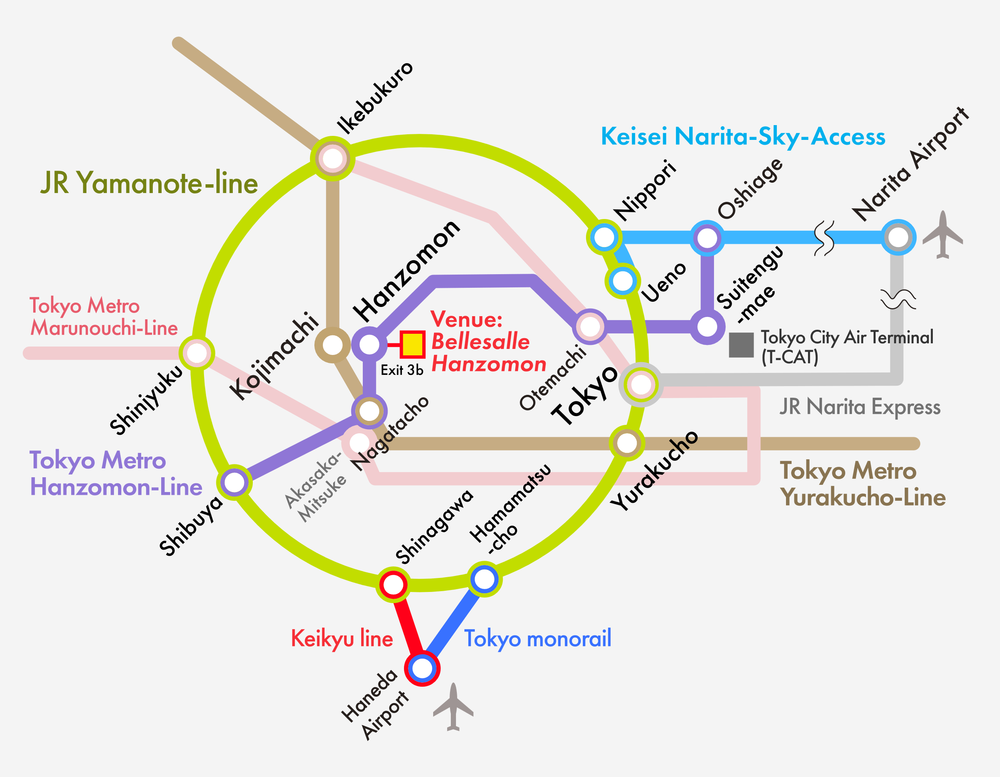 Ilkebukuro
JR Yamanote-line
Keisei Narita-Sky-Access
Nippori
Oshiage
Narita Airport
Hanzomon
Ueno
Suitengu
-mae
Tokyo Metro
Marunouchi-Line
Kojimachi
Venue:
Bellesalle
Hanzomon
Exit 3b
Tokyo City Air Terminal
(T-CAT)
Shinjyuku
Otemachi
Tokyo
JR Narita Express
Nagatacho
Tokyo Metro
Hanzomon-Line
Akasaka-
Mitsuke
Yurakucho
Tokyo Metro
Yurakucho-Line
Shibuya
Shinagawa
Hamamatsu
-cho
Keikyu line
Tokyo monorail
Haneda
Airport